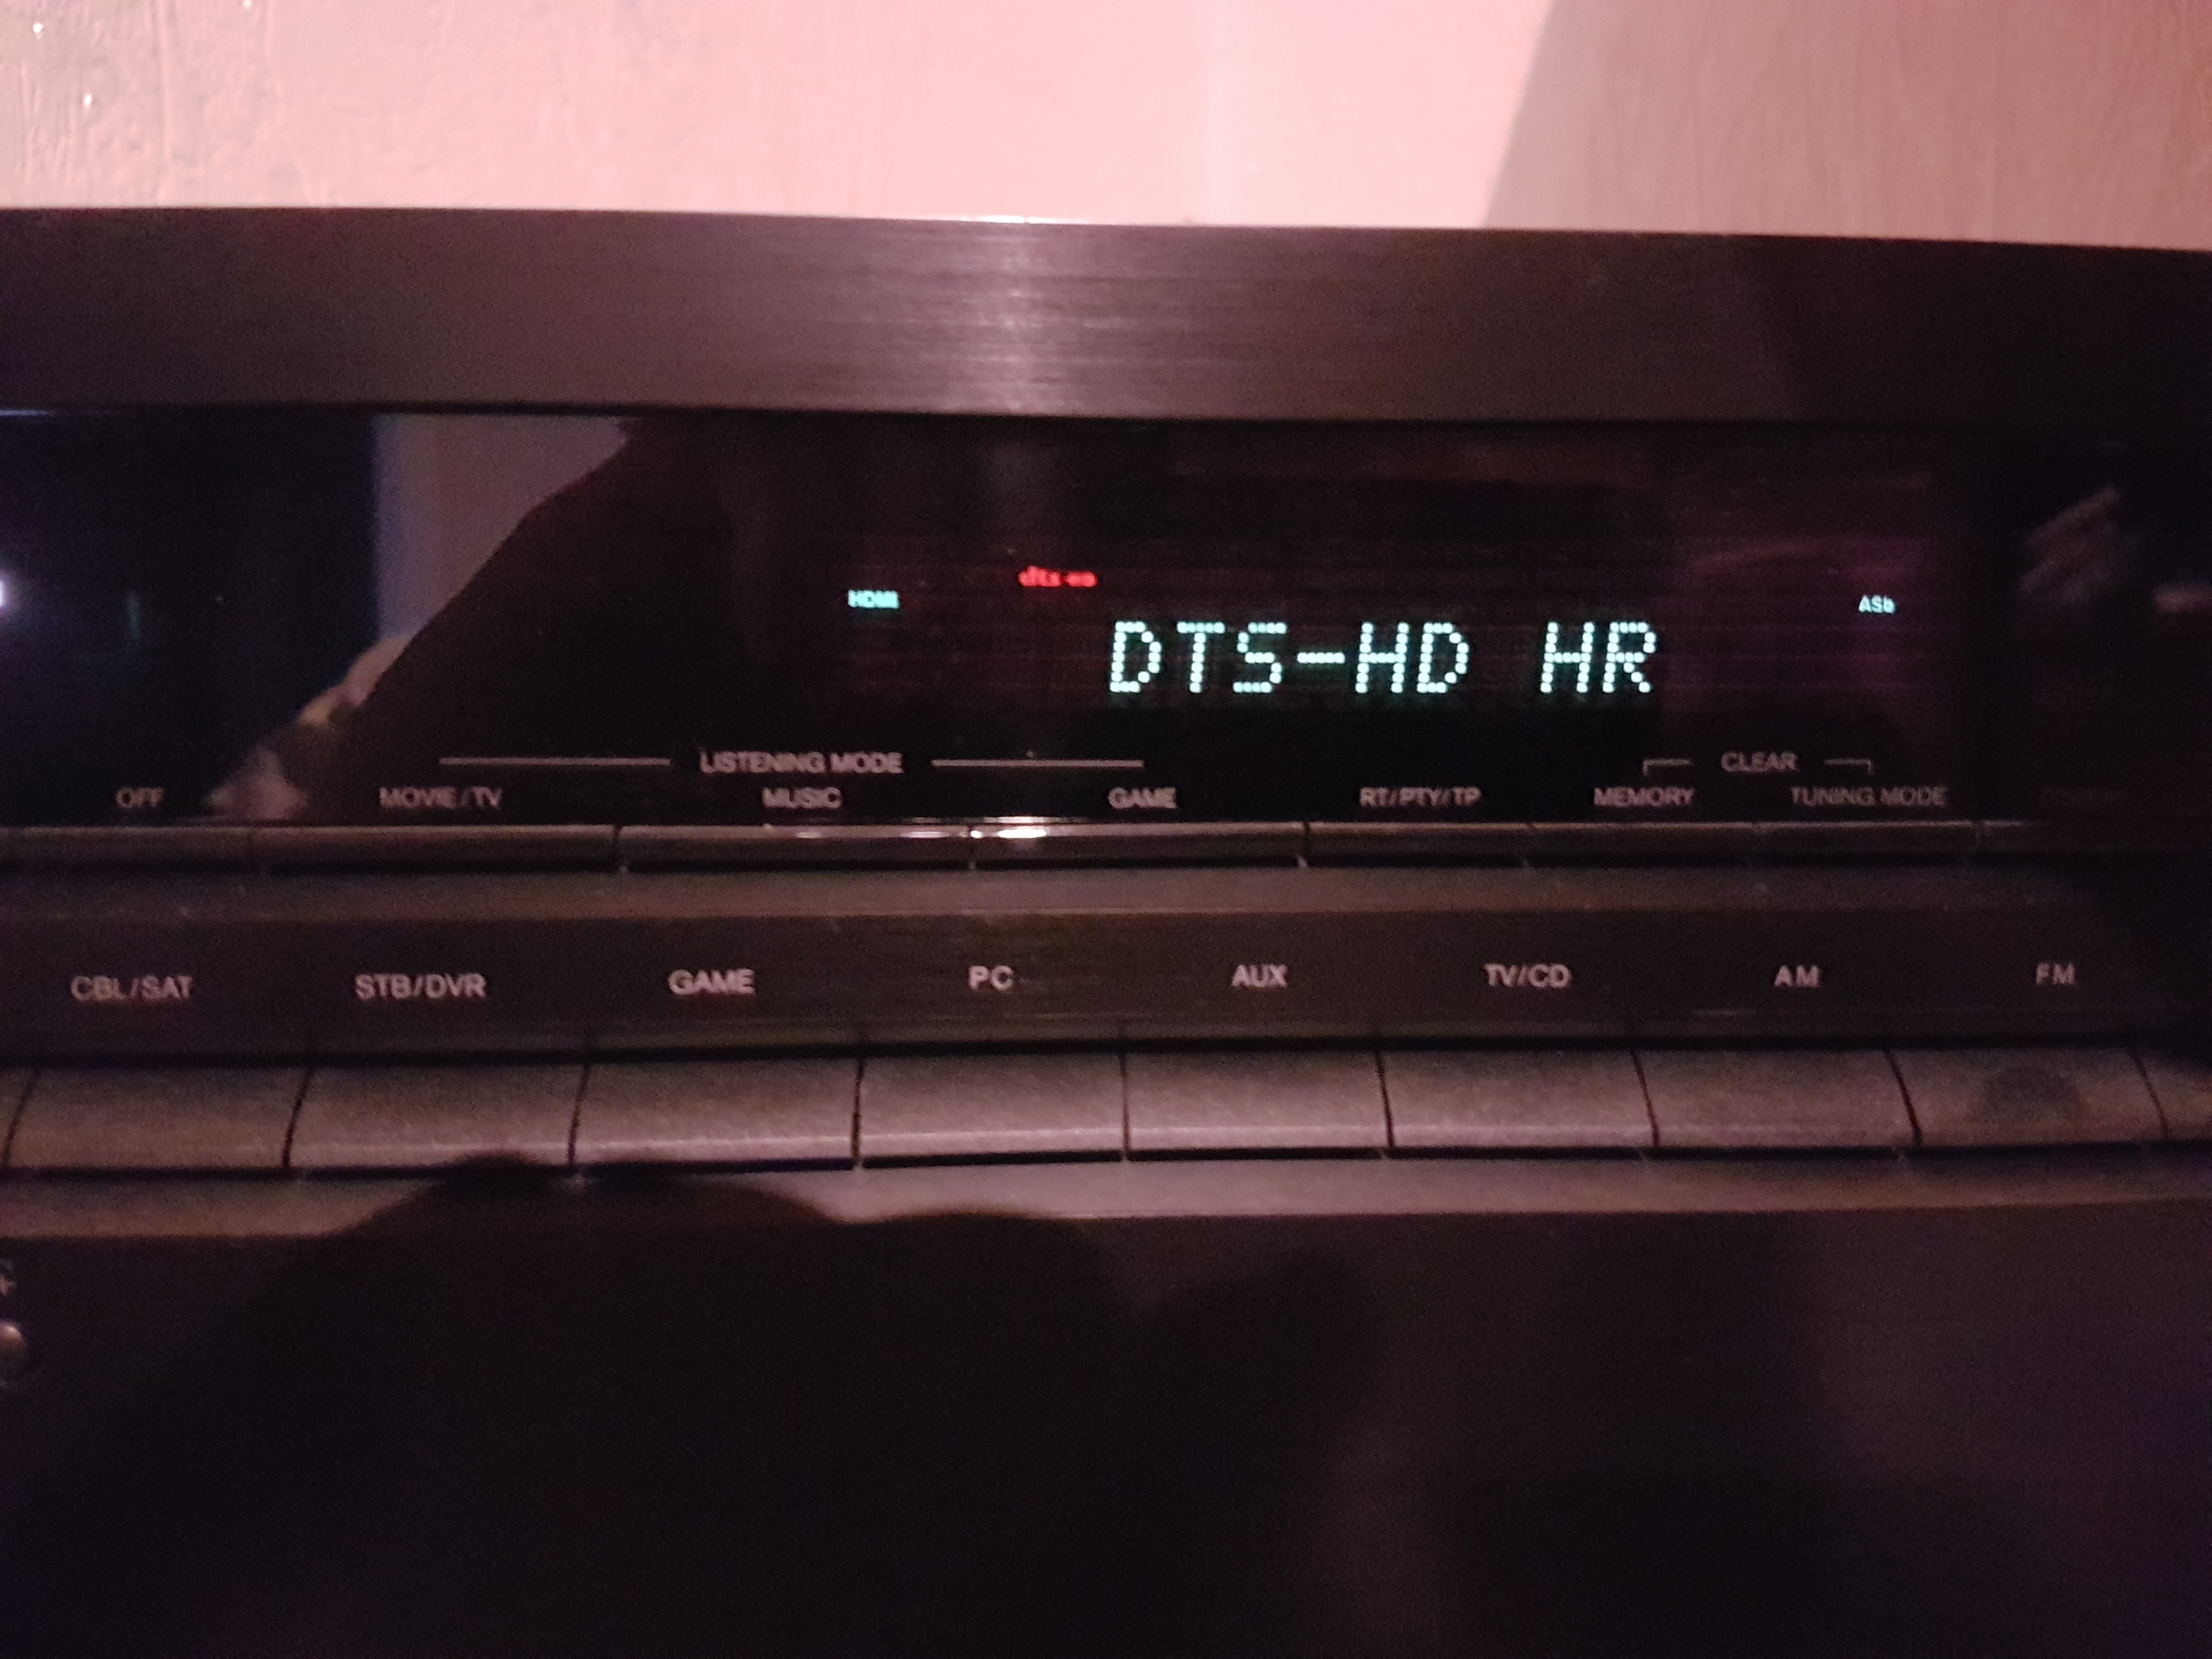 dts-HD
HDMI
ASb
DTS-HD HR
LISTENING MODE
CLEAR
OFF MOVIE/TV MUSIC GAME RT/PTY/TP MEMORY TUNING MODE
CBL/SAT STB/DVR GAME PC AUX TV/CD AM FM